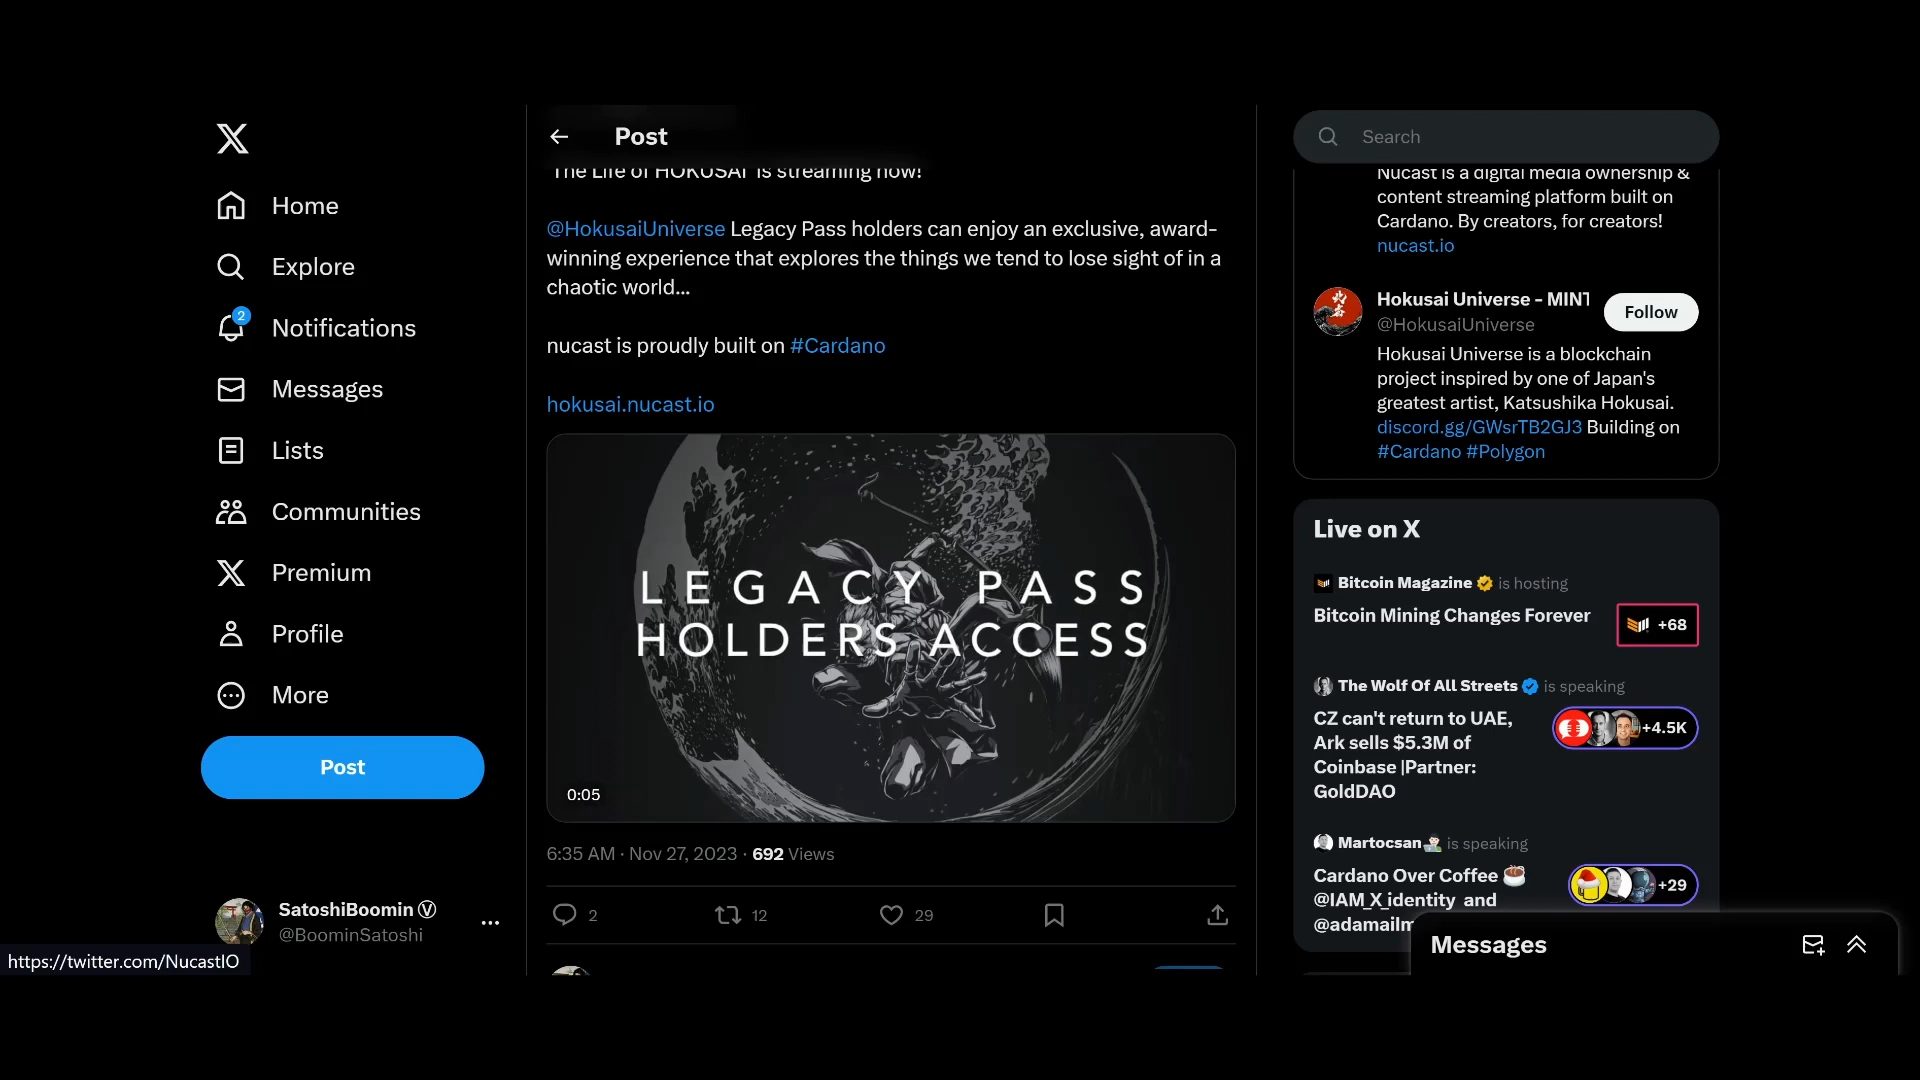 Home
Explore
2
Notifications
Messages
Lists
Communities
Premium
Profile
More
Post
SatoshiBoomin
@BoominSatoshi
https://twitter.com/NucastIO
Post
The Life of HOKUSAI is streaming now!
@HokusaiUniverse Legacy Pass holders can enjoy an exclusive, award-
winning experience that explores the things we tend to lose sight of in a
chaotic world...
nucast is proudly built on #Cardano
hokusai.nucast.io
LEGACY PASS
HOLDERS ACCESS
0:05
6:35 AM · Nov 27, 2023 · 692 Views
2 12 29
Search
Nucast is a digital media ownership &
content streaming platform built on
Cardano. By creators, for creators!
nucast.io
Hokusai Universe - MINT
@HokusaiUniverse
Follow
Hokusai Universe is a blockchain
project inspired by one of Japan's
greatest artist, Katsushika Hokusai.
discord.gg/GWsrTB2GJ3 Building on
#Cardano #Polygon
Live on X
Bitcoin Magazine is hosting
Bitcoin Mining Changes Forever
+68
The Wolf Of All Streets is speaking
CZ can't return to UAE,
Ark sells $5.3M of
Coinbase |Partner:
GoldDAO
+4.5K
Martocsan is speaking
Cardano Over Coffee ☕
@IAM_X_identity and
@adamailm
+29
Messages